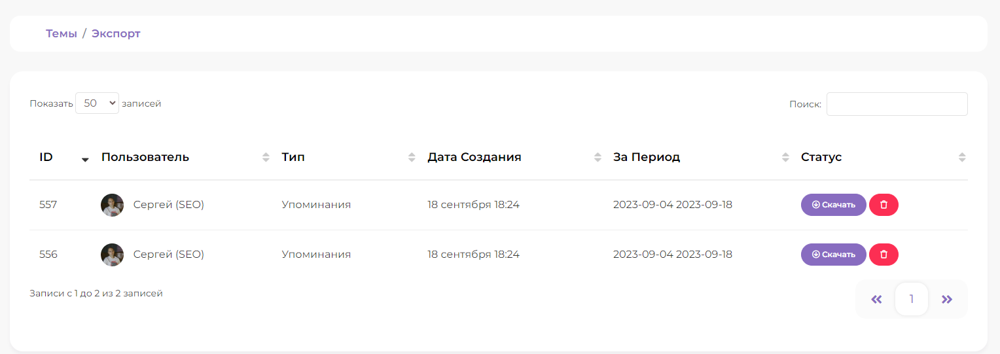 Темы / Экспорт
Показать 50 записей
Поиск:
ID Пользователь Тип Дата Создания За Период Статус
557 Сергей (SEO) Упоминания 18 сентября 18:24 2023-09-04 2023-09-18 Скачать
556 Сергей (SEO) Упоминания 18 сентября 18:24 2023-09-04 2023-09-18 Скачать
Записи с 1 до 2 из 2 записей
« 1 »